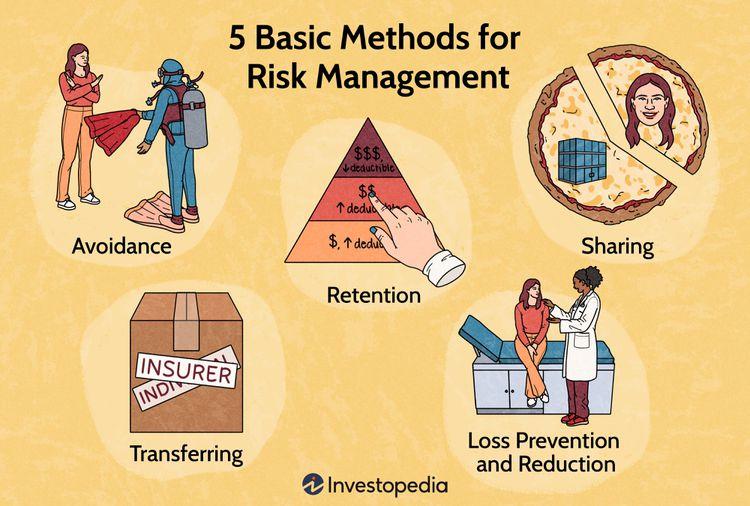 5 Basic Methods for
Risk Management
Avoidance
$$$,
↓deductible
$$
↑
$, ↑
Retention
Sharing
INSURER
Transferring
Loss Prevention
and Reduction
Investopedia